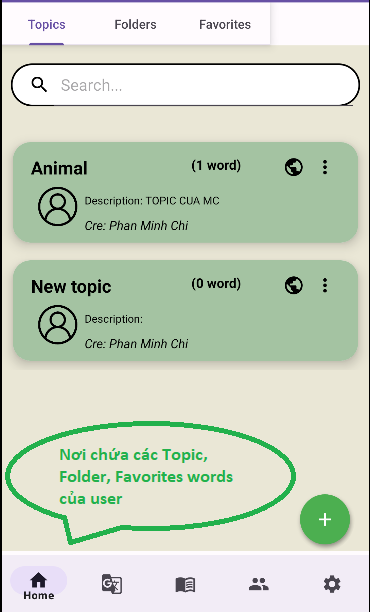 Topics
Folders
Favorites
Search...
Animal
(1 word)
Description: TOPIC CUA MC
Cre: Phan Minh Chi
New topic
(0 word)
Description:
Cre: Phan Minh Chi
Nơi chứa các Topic,
Folder, Favorites words
của user
+
Home